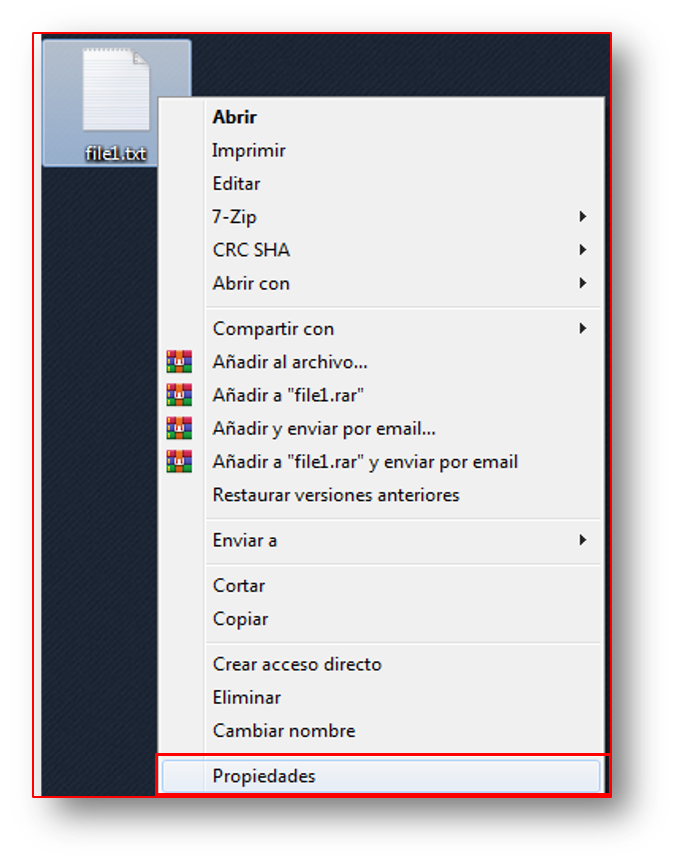 file1.txt
Abrir
Imprimir
Editar
7-Zip
CRC SHA
Abrir con
Compartir con
Añadir al archivo...
Añadir a "file1.rar"
Añadir y enviar por email...
Añadir a "file1.rar" y enviar por email
Restaurar versiones anteriores
Enviar a
Cortar
Copiar
Crear acceso directo
Eliminar
Cambiar nombre
Propiedades